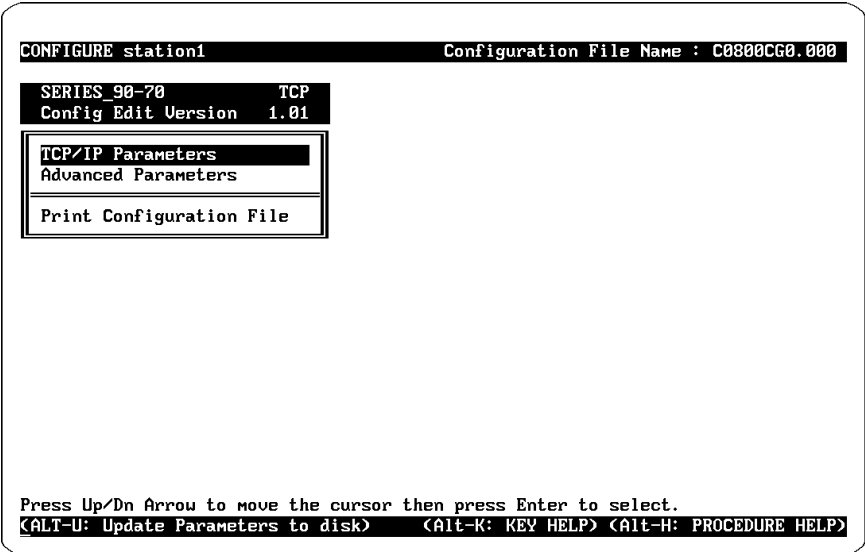 CONFIGURE station1 Configuration File Name : C0800CG0.000
SERIES_90-70 TCP
Config Edit Version 1.01
TCP/IP Parameters
Advanced Parameters
Print Configuration File
Press Up/Dn Arrow to move the cursor then press Enter to select.
(ALT-U: Update Parameters to disk) (Alt-K: KEY HELP) (Alt-H: PROCEDURE HELP)